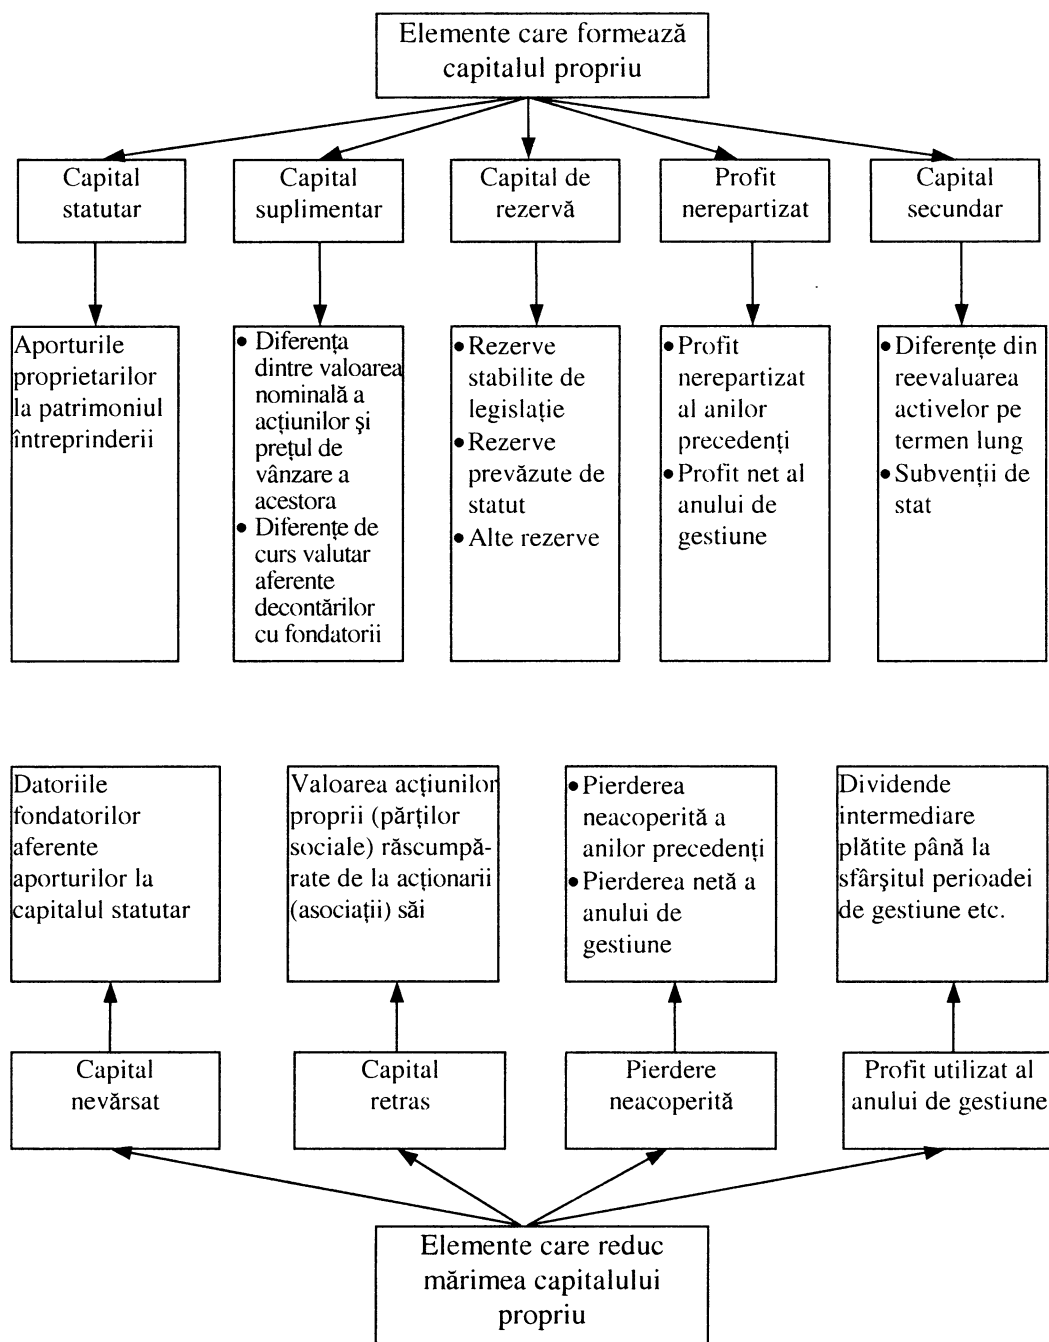 Elemente care formează
capitalul propriu
Capital
statutar
Capital
suplimentar
Capital de
rezervă
Profit
nerepartizat
Capital
secundar
Aporturile
proprietarilor
la patrimoniul
întreprinderii
• Diferența
dintre valoarea
nominală a
acțiunilor şi
prețul de
vânzare a
acestora
• Diferențe de
curs valutar
aferente
decontărilor
cu fondatorii
• Rezerve
stabilite de
legislație
• Rezerve
prevăzute de
statut
• Alte rezerve
• Profit
nerepartizat
al anilor
precedenți
• Profit net al
anului de
gestiune
• Diferențe din
reevaluarea
activelor pe
termen lung
• Subvenții de
stat
Datoriile
fondatorilor
aferente
aporturilor la
capitalul statutar
Valoarea acțiunilor
proprii (părților
sociale) răscumpă-
rate de la acționarii
(asociații) săi
• Pierderea
neacoperită a
anilor precedenți
• Pierderea netă a
anului de
gestiune
Dividende
intermediare
plătite până la
sfârşitul perioadei
de gestiune etc.
Capital
nevărsat
Capital
retras
Pierdere
neacoperită
Profit utilizat al
anului de gestiune
Elemente care reduc
mărimea capitalului
propriu